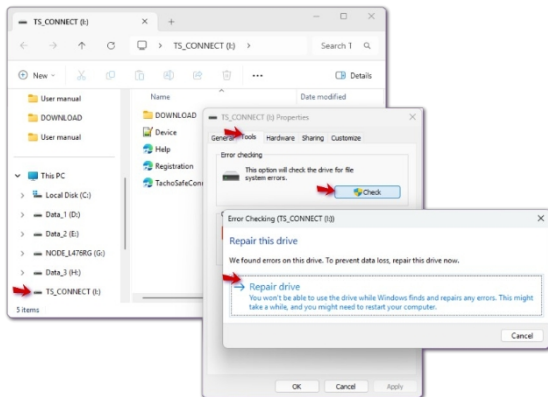 TS_CONNECT (I:)
TS_CONNECT (I:)
Search 1
New
Details
User manual
DOWNLOAD
User manual
This PC
Local Disk (C:)
Data_1 (D:)
Data_2 (E:)
NODE_L476RG (G:)
Data_3 (H:)
TS_CONNECT (I:)
5 items
Name
Date modified
DOWNLOAD
Device
Help
Registration
TS_CONNECT (I:) Properties
Tools
Hardware
Sharing
Customize
Error checking
This option will check the drive for file
system errors.
Check
Error Checking (TS_CONNECT (I:))
Repair this drive
We found errors on this drive. To prevent data loss, repair this drive now.
Repair drive
You won't be able to use the drive while Windows finds and repairs any errors. This might
take a while, and you might need to restart your computer.
Cancel
OK
Cancel
Apply